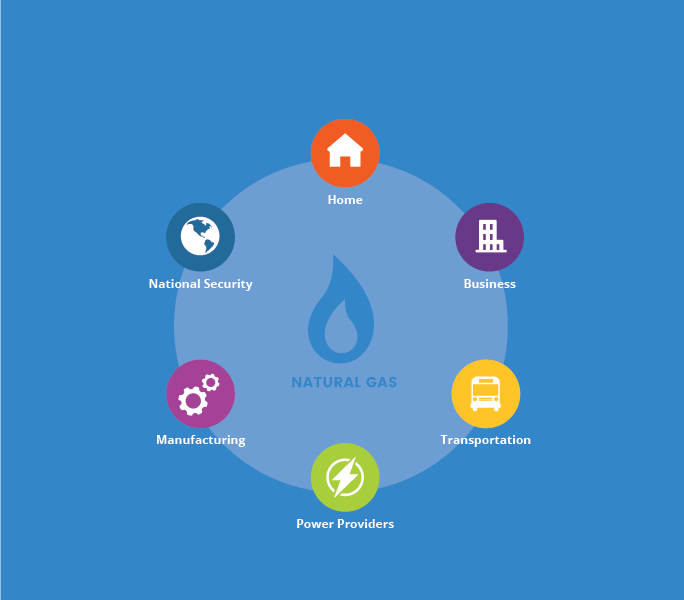 Home
National Security
Business
NATURAL GAS
Manufacturing
Transportation
Power Providers